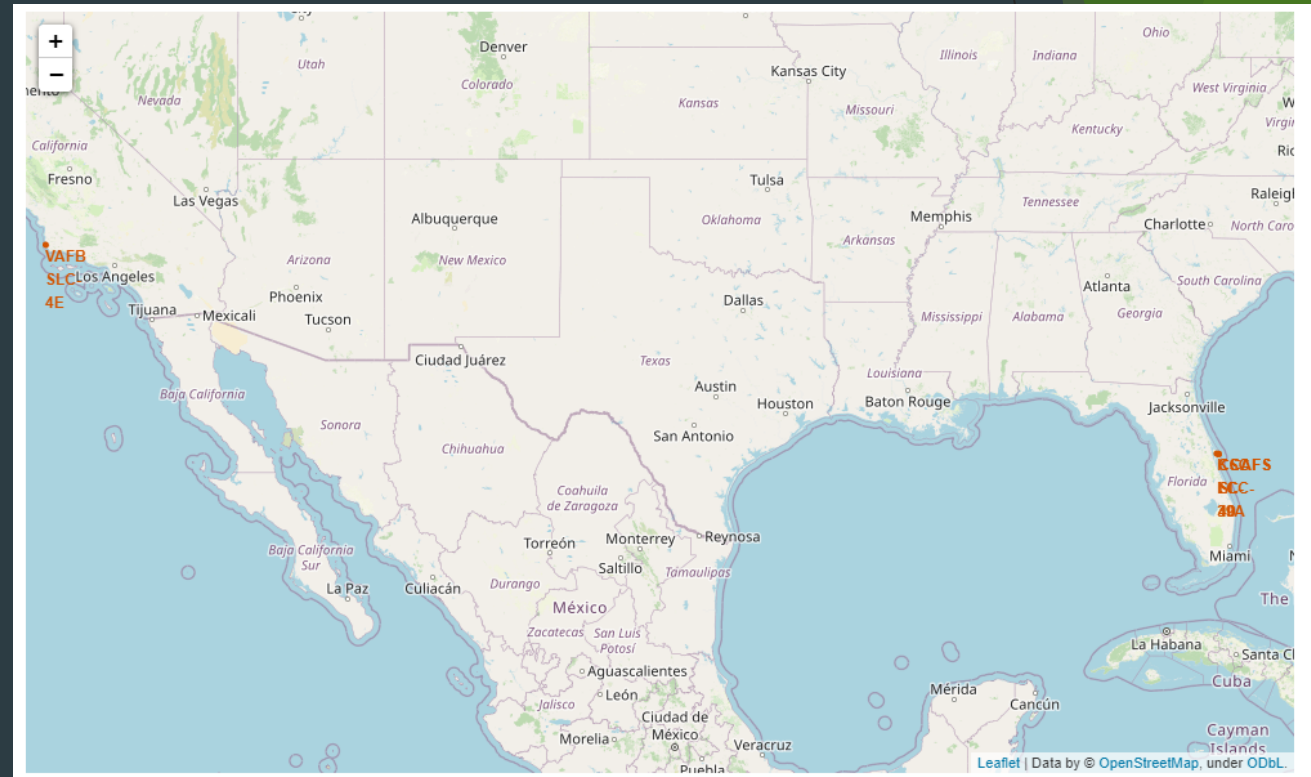 +
−
Denver
Utah
Colorado
Nevada
Kansas City
Kansas
Missouri
Illinois
Indiana
Ohio
West Virginia
Kentucky
California
Fresno
Las Vegas
Albuquerque
New Mexico
Arizona
Tulsa
Oklahoma
Arkansas
Memphis
Tennessee
Charlotte
VAFB
SLC
4E
Los Angeles
Tijuana
Mexicali
Phoenix
Tucson
Dallas
Atlanta
South Carolina
Mississippi
Alabama
Georgia
Ciudad Juárez
Texas
Louisiana
Austin
Houston
Baton Rouge
Jacksonville
San Antonio
Baja California
Sonora
Chihuahua
Florida
Coahuila
de Zaragoza
Baja California
Sur
Torreón
Monterrey
Reynosa
Miami
Saltillo
Tamaulipas
La Paz
Culiacán
Durango
México
The
Zacatecas
San Luis
Potosí
La Habana
Cuba
Aguascalientes
León
Jalisco
Ciudad de
México
Mérida
Cancún
Morelia
Veracruz
Cayman
Islands
Puebla
Leaflet | Data by © OpenStreetMap, under ODbL.